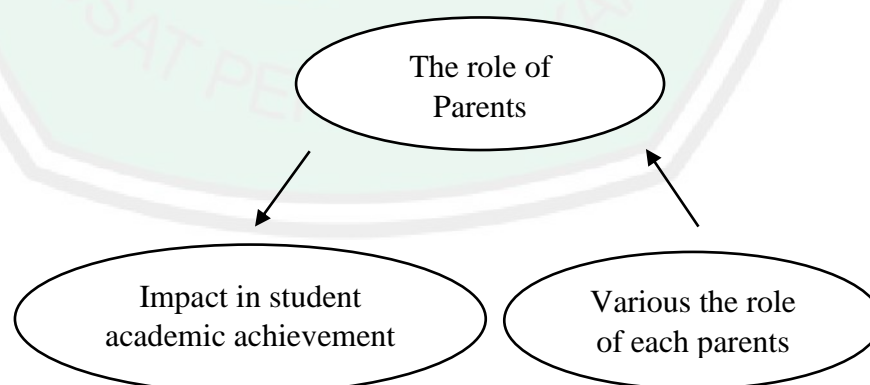 The role of
Parents
Impact in student
academic achievement
Various the role
of each parents